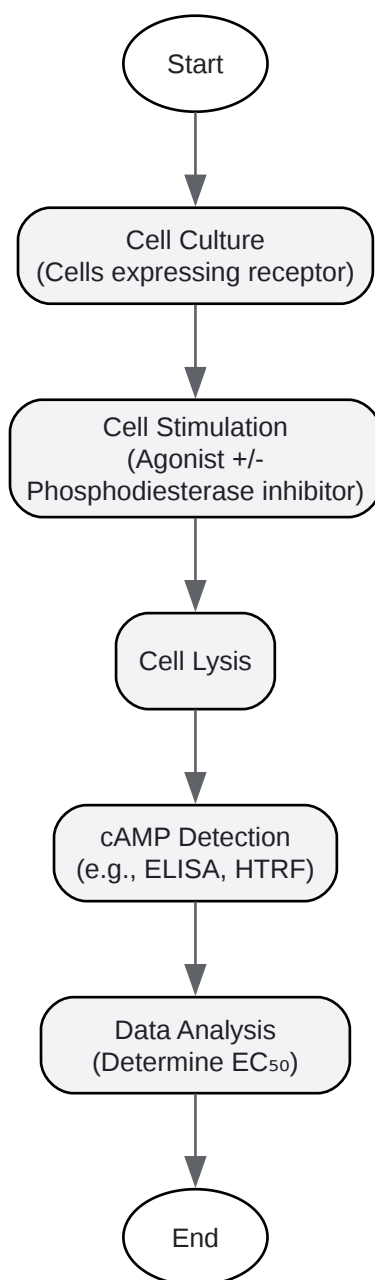 Start
Cell Culture
(Cells expressing receptor)
Cell Stimulation
(Agonist +/-
Phosphodiesterase inhibitor)
Cell Lysis
cAMP Detection
(e.g., ELISA, HTRF)
Data Analysis
(Determine EC₅₀)
End